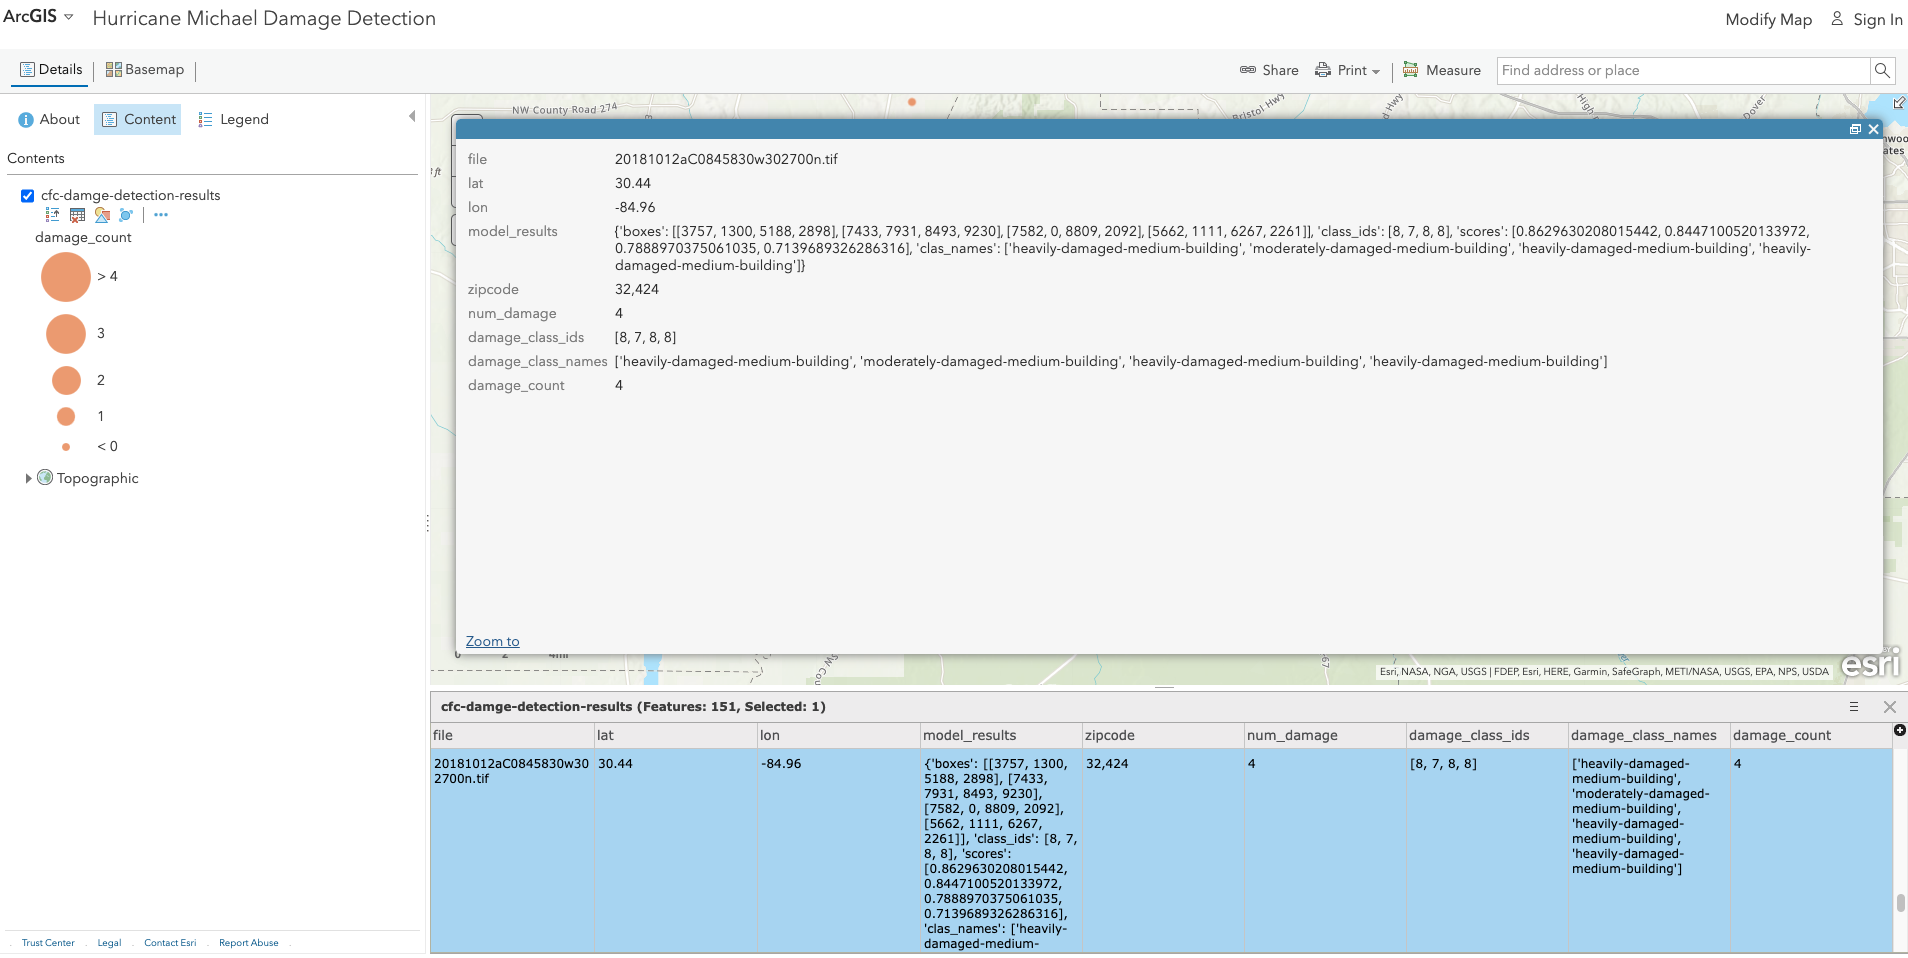 ArcGIS
Hurricane Michael Damage Detection
Modify Map
Sign In
Details
Basemap
Share
Print
Measure
Find address or place
About
Content
Legend
Contents
cfc-damge-detection-results
damage_count
> 4
3
2
1
< 0
Topographic
Trust Center
Legal
Contact Esri
Report Abuse
NW County Road 274
Bristol Hwy
Hwy
High
Dover
ft
file 20181012aC0845830w302700n.tif
lat 30.44
lon -84.96
model_results {'boxes': [[3757, 1300, 5188, 2898], [7433, 7931, 8493, 9230], [7582, 0, 8809, 2092], [5662, 1111, 6267, 2261]], 'class_ids': [8, 7, 8, 8], 'scores': [0.8629630208015442, 0.8447100520133972,
0.7888970375061035, 0.7139689326286316], 'clas_names': ['heavily-damaged-medium-building', 'moderately-damaged-medium-building', 'heavily-damaged-medium-building', 'heavily-
damaged-medium-building']}
zipcode 32,424
num_damage 4
damage_class_ids [8, 7, 8, 8]
damage_class_names ['heavily-damaged-medium-building', 'moderately-damaged-medium-building', 'heavily-damaged-medium-building', 'heavily-damaged-medium-building']
damage_count 4
Zoom to
SW Cou
Esri, NASA, NGA, USGS | FDEP, Esri, HERE, Garmin, SafeGraph, METI/NASA, USGS, EPA, NPS, USDA
esri
cfc-damge-detection-results (Features: 151, Selected: 1)
file lat lon model_results zipcode num_damage damage_class_ids damage_class_names damage_count
20181012aC0845830w30
2700n.tif
30.44
-84.96
{'boxes': [[3757, 1300,
5188, 2898], [7433,
7931, 8493, 9230],
[7582, 0, 8809, 2092],
[5662, 1111, 6267,
2261]], 'class_ids': [8, 7,
8, 8], 'scores':
[0.8629630208015442,
0.8447100520133972,
0.7888970375061035,
0.7139689326286316],
'clas_names': ['heavily-
damaged-medium-
32,424
4
[8, 7, 8, 8]
['heavily-damaged-
medium-building',
'moderately-damaged-
medium-building',
'heavily-damaged-
medium-building',
'heavily-damaged-
medium-building']
4